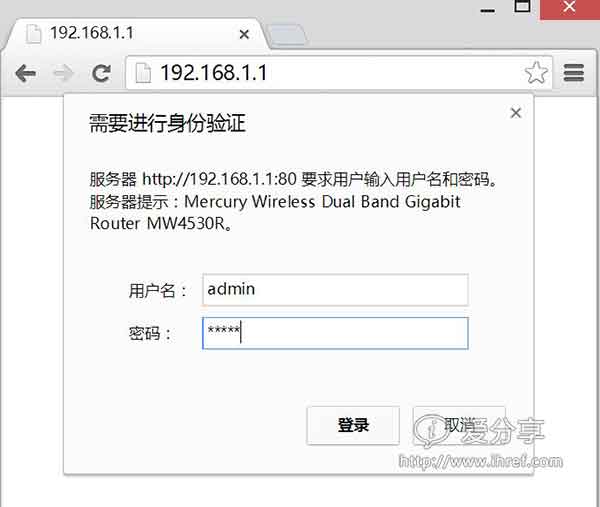 192.168.1.1
192.168.1.1
需要进行身份验证
服务器 http://192.168.1.1:80 要求用户输入用户名和密码。
服务器提示：Mercury Wireless Dual Band Gigabit
Router MW4530R。
用户名： admin
密码： *****
登录 取消
爱分享
http://www.ihref.com